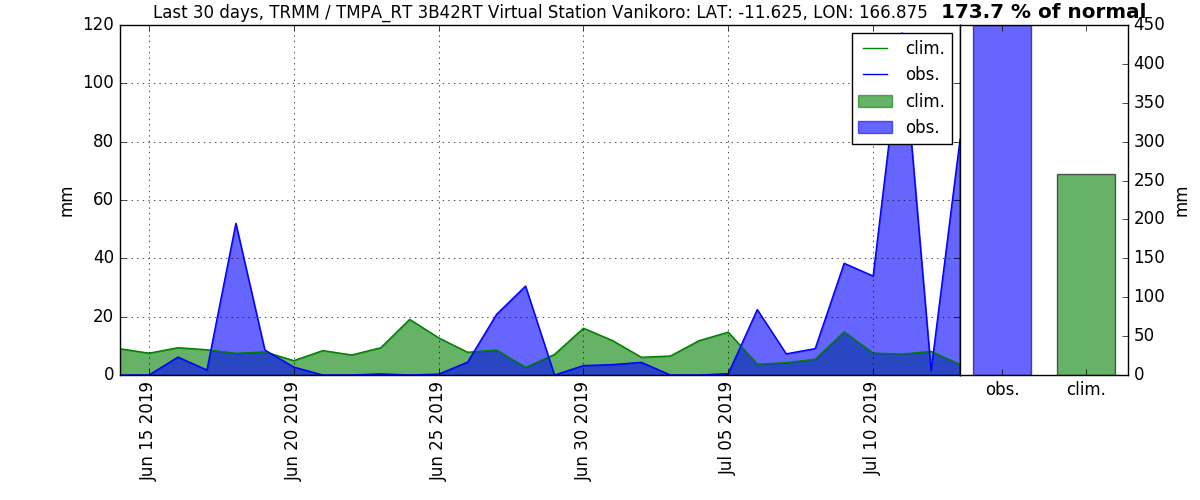 Last 30 days, TRMM / TMPA_RT 3B42RT Virtual Station Vanikoro: LAT: -11.625, LON: 166.875 173.7 % of normal
120
100
80
60
40
20
0
mm
clim.
obs.
clim.
obs.
Jun 15 2019
Jun 20 2019
Jun 25 2019
Jun 30 2019
Jul 05 2019
Jul 10 2019
450
400
350
300
250
200
150
100
50
0
mm
obs.
clim.